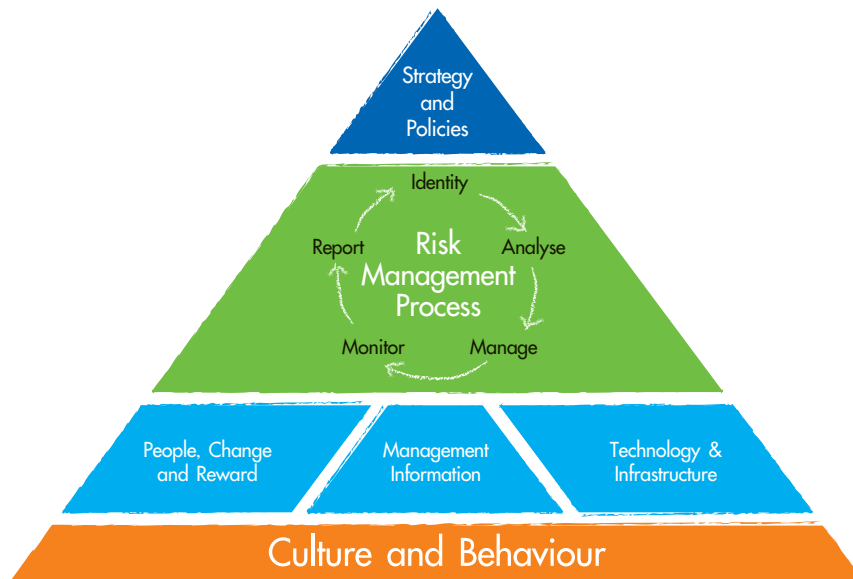 Strategy
and
Policies
Identity
Report
Risk
Management
Process
Analyse
Monitor
Manage
People, Change
and Reward
Management
Information
Technology &
Infrastructure
Culture and Behaviour